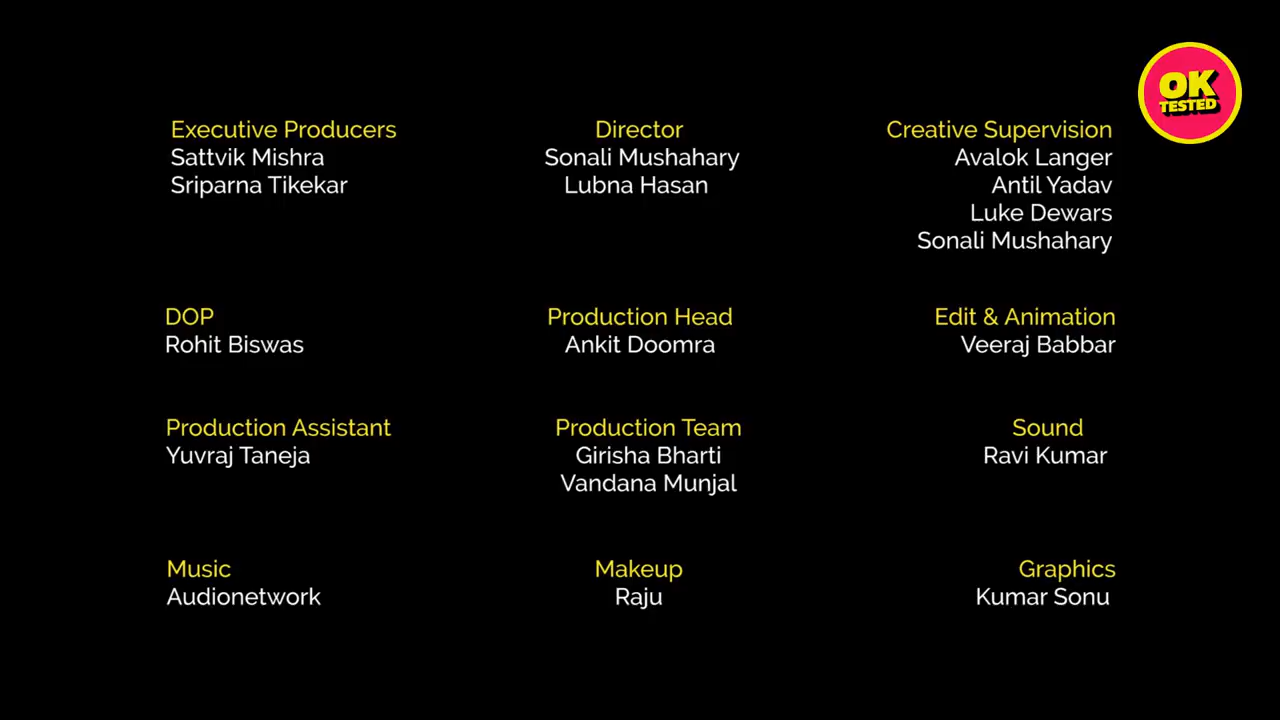 OK
TESTED
Executive Producers
Sattvik Mishra
Sriparna Tikekar
Director
Sonali Mushahary
Lubna Hasan
Creative Supervision
Avalok Langer
Antil Yadav
Luke Dewars
Sonali Mushahary
DOP
Rohit Biswas
Production Head
Ankit Doomra
Edit & Animation
Veeraj Babbar
Production Assistant
Yuvraj Taneja
Production Team
Girisha Bharti
Vandana Munjal
Sound
Ravi Kumar
Music
Audionetwork
Makeup
Raju
Graphics
Kumar Sonu